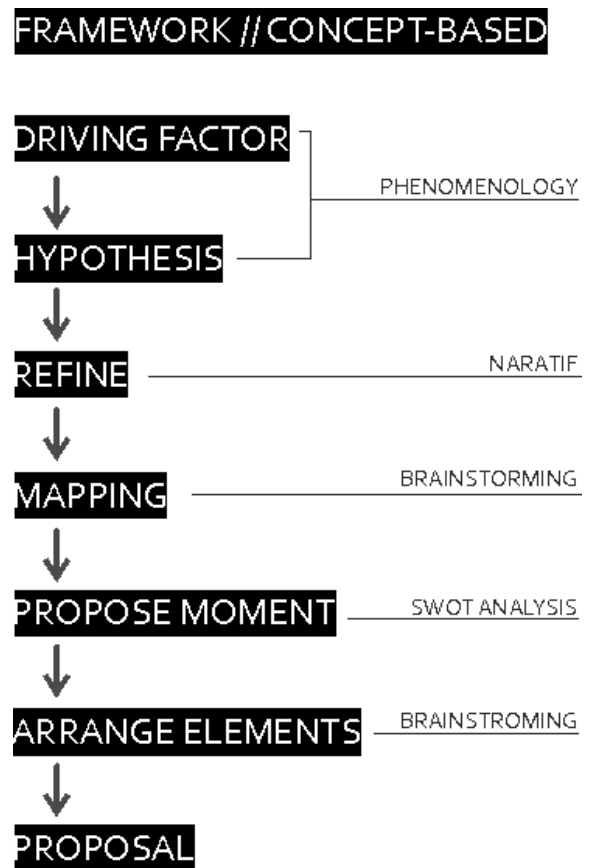 FRAMEWORK // CONCEPT-BASED
DRIVING FACTOR
PHENOMENOLOGY
HYPOTHESIS
REFINE
NARATIF
MAPPING
BRAINSTORMING
PROPOSE MOMENT
SWOT ANALYSIS
ARRANGE ELEMENTS
BRAINSTROMING
PROPOSAL